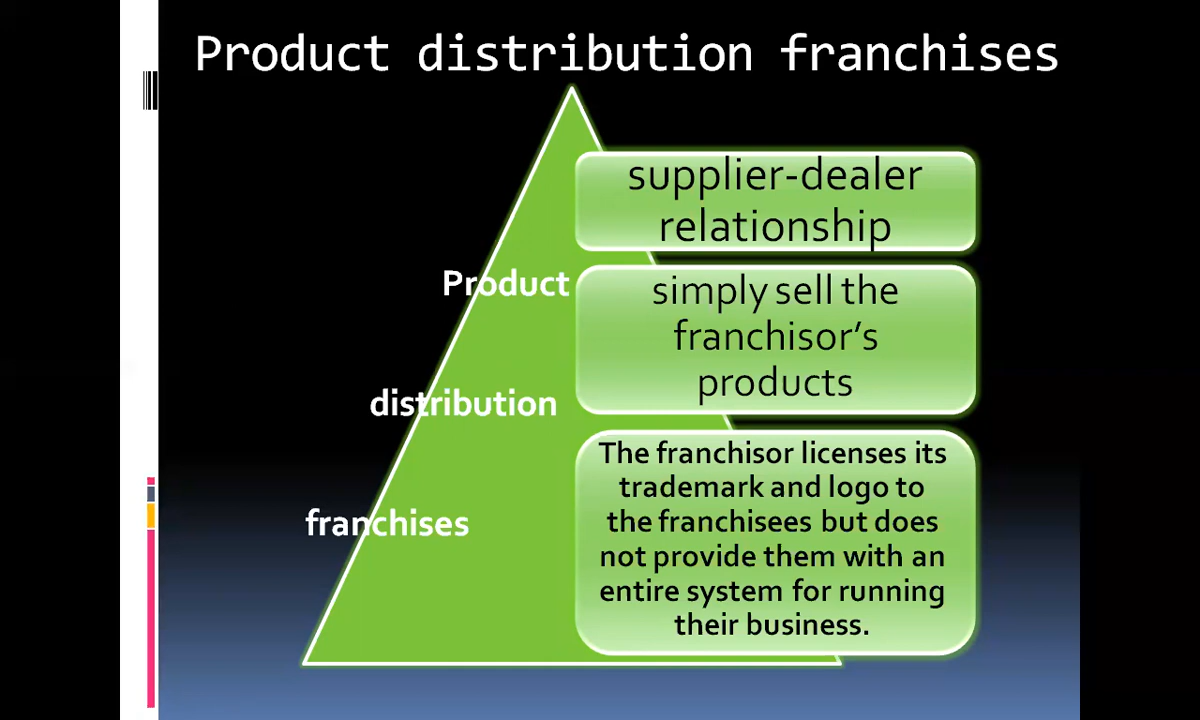 Product distribution franchises
supplier-dealer
relationship
Product
simply sell the
franchisor’s
products
distribution
The franchisor licenses its
trademark and logo to
the franchisees but does
not provide them with an
entire system for running
their business.
franchises